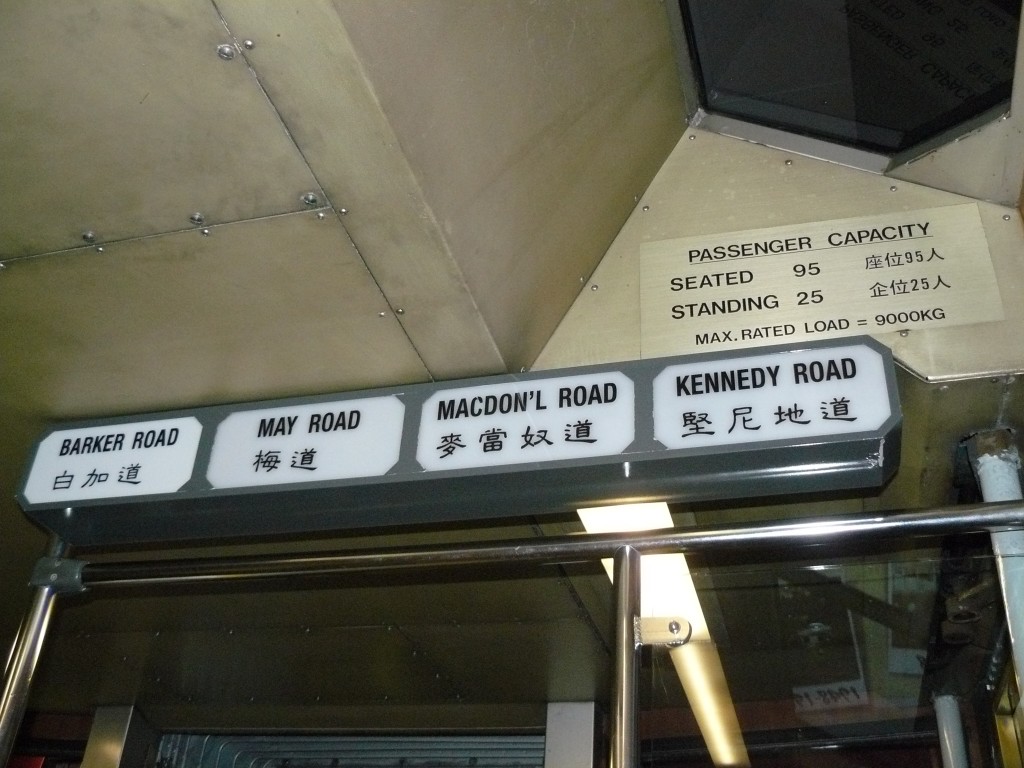 PASSENGER CAPACITY
SEATED 95 座位95人
STANDING 25 企位25人
MAX. RATED LOAD = 9000KG
BARKER ROAD
白加道
MAY ROAD
梅道
MACDON'L ROAD
麥當奴道
KENNEDY ROAD
堅尼地道